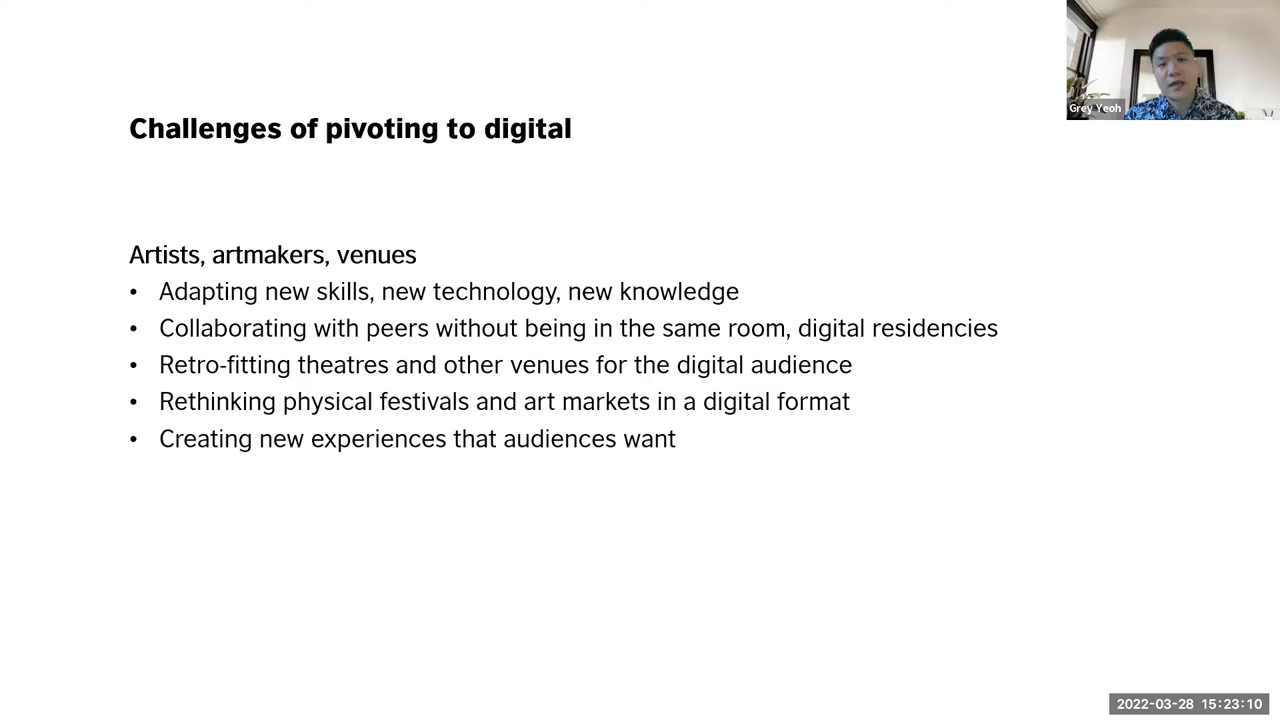 Grey Yeoh
Challenges of pivoting to digital
Artists, artmakers, venues
• Adapting new skills, new technology, new knowledge
• Collaborating with peers without being in the same room, digital residencies
• Retro-fitting theatres and other venues for the digital audience
• Rethinking physical festivals and art markets in a digital format
• Creating new experiences that audiences want
2022-03-28 15:23:10